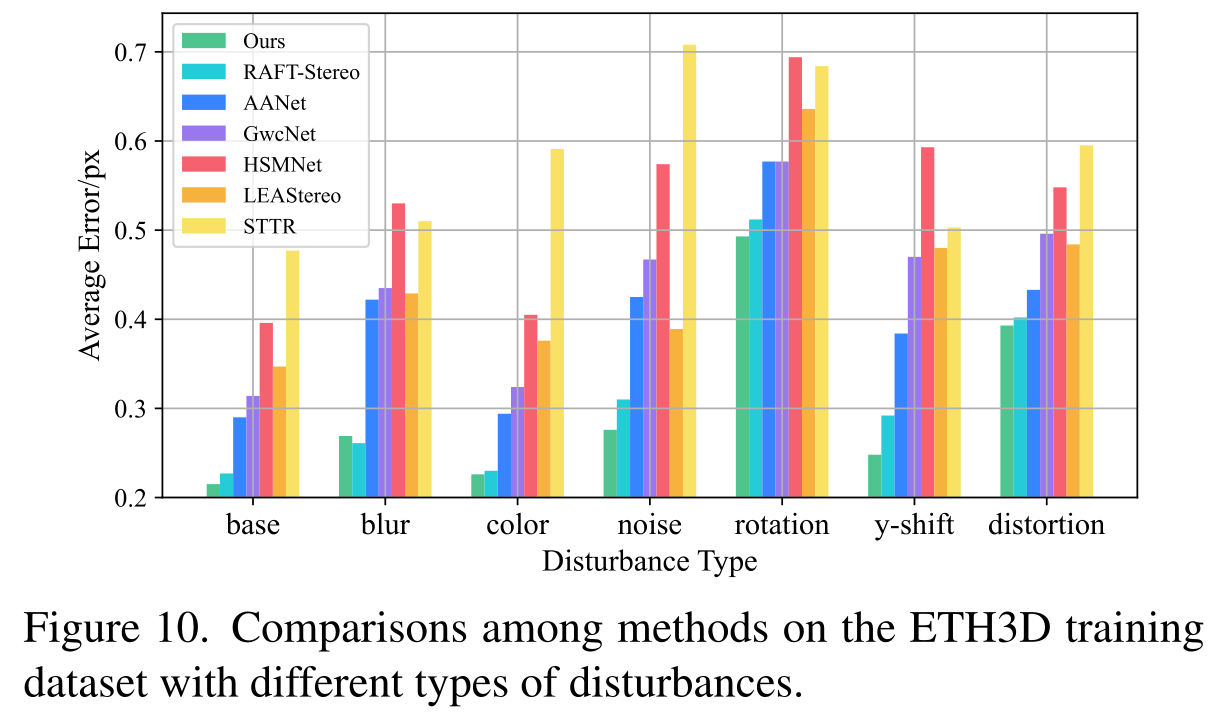 0.7
0.6
0.5
0.4
0.3
0.2
Average Error/px
Ours
RAFT-Stereo
AANet
GwcNet
HSMNet
LEAStereo
STTR
base blur color noise rotation y-shift distortion
Disturbance Type
Figure 10. Comparisons among methods on the ETH3D training
dataset with different types of disturbances.